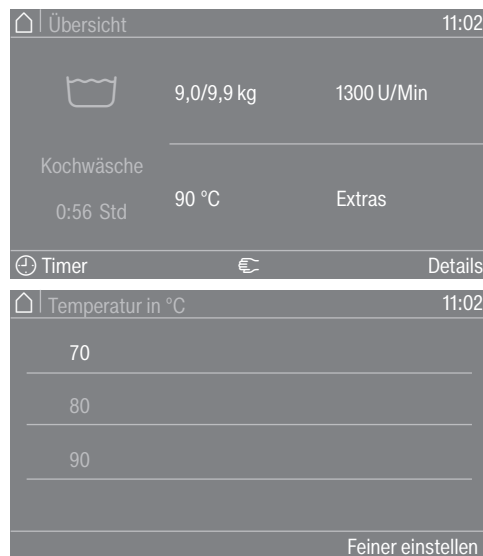 Übersicht 11:02
9,0/9,9 kg 1300 U/Min
Kochwäsche
0:56 Std
90 °C Extras
Timer Details
Temperatur in °C 11:02
70
80
90
Feiner einstellen